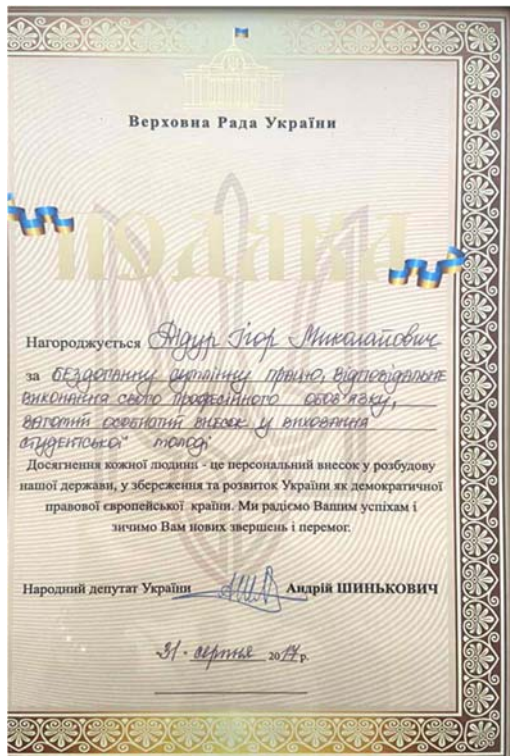 Верховна Рада України
ПОДЯКА
Нагороджується Ігор Миколайович
за бездоганну сумлінну працю, відповідальне
виконання свого професійного обов'язку,
вагомий особистий внесок у виховання
студентської молоді
Досягнення кожної людини - це персональний внесок у розбудову
нашої держави, у збереження та розвиток України як демократичної
правової європейської країни. Ми радіємо Вашим успіхам і
зичимо Вам нових звершень і перемог.
Народний депутат України Андрій ШИНЬКОВИЧ
31 серпня 2017 р.